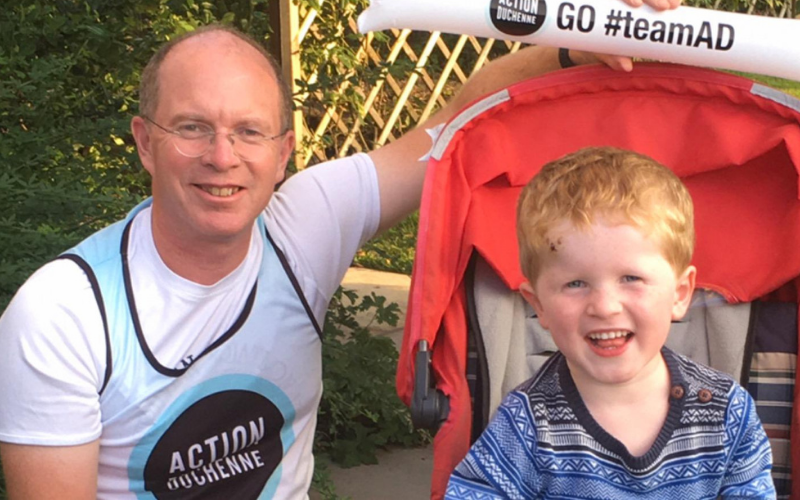 ACTION
DUCHENNE
GO #teamAD
ACTION
DUCHENNE